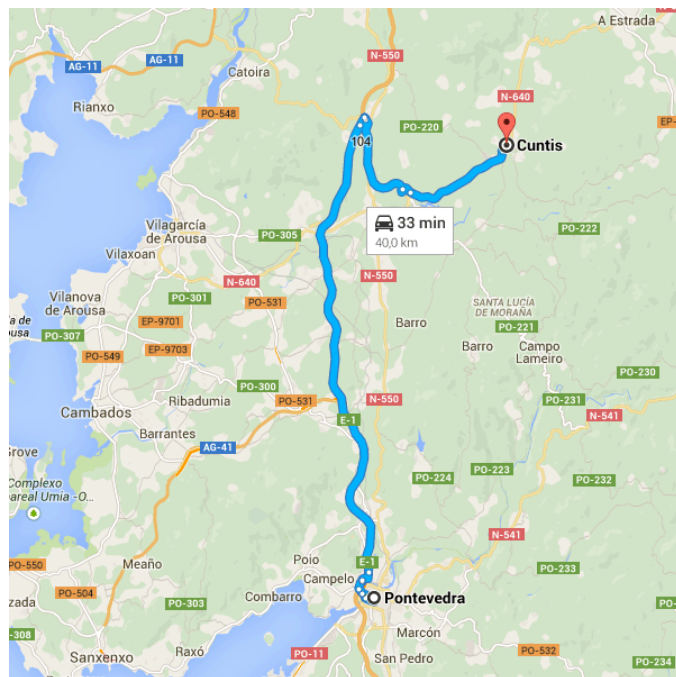 A Estrada
N-550
AG-11
AG-11
Catoira
N-640
Rianxo
PO-548
EP-
PO-220
104
Cuntis
33 min
40,0 km
Vilagarcía
de Arousa
PO-305
PO-222
Vilaxoan
N-640
N-550
Vilanova
de Arousa
PO-301
PO-531
SANTA LUCÍA
DE MORAÑA
EP-9701
Barro
PO-221
PO-307
EP-9703
Barro
Campo
Lameiro
PO-549
PO-300
PO-230
Ribadumia
PO-531
N-550
PO-231
Cambados
E-1
N-541
Barrantes
AG-41
Grove
PO-223
PO-224
PO-232
Complexo
areal Umia -O...
N-541
Poio
E-1
PO-550
Meaño
PO-233
Campelo
PO-504
Combarro
Pontevedra
PO-303
zada
-308
Marcón
Sanxenxo
Raxó
PO-11
San Pedro
PO-532
PO-234